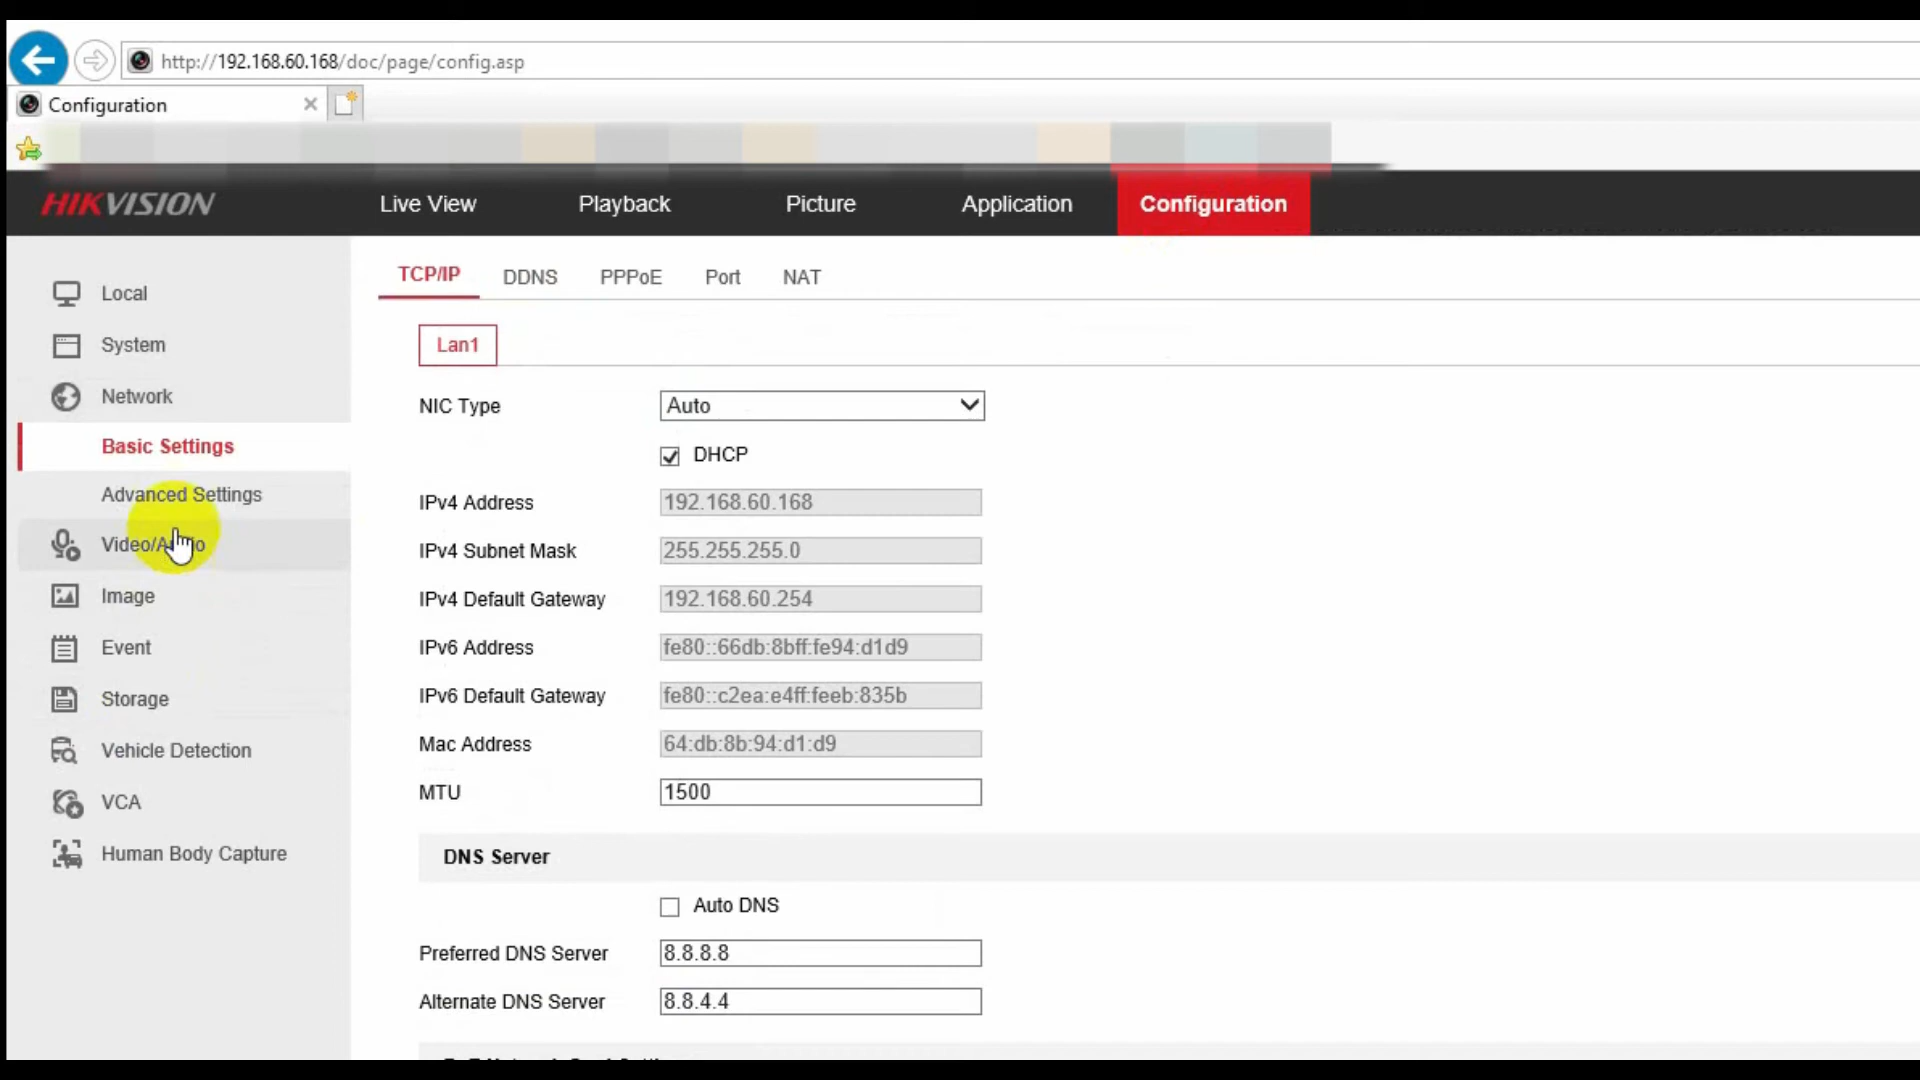 http://192.168.60.168/doc/page/config.asp
Configuration
HIKVISION
Live View
Playback
Picture
Application
Configuration
Local
System
Network
Basic Settings
Advanced Settings
Video/Audio
Image
Event
Storage
Vehicle Detection
VCA
Human Body Capture
TCP/IP
DDNS
PPPoE
Port
NAT
Lan1
NIC Type Auto
DHCP
IPv4 Address 192.168.60.168
IPv4 Subnet Mask 255.255.255.0
IPv4 Default Gateway 192.168.60.254
IPv6 Address fe80::66db:8bff:fe94:d1d9
IPv6 Default Gateway fe80::c2ea:e4ff:feeb:835b
Mac Address 64:db:8b:94:d1:d9
MTU 1500
DNS Server
Auto DNS
Preferred DNS Server 8.8.8.8
Alternate DNS Server 8.8.4.4